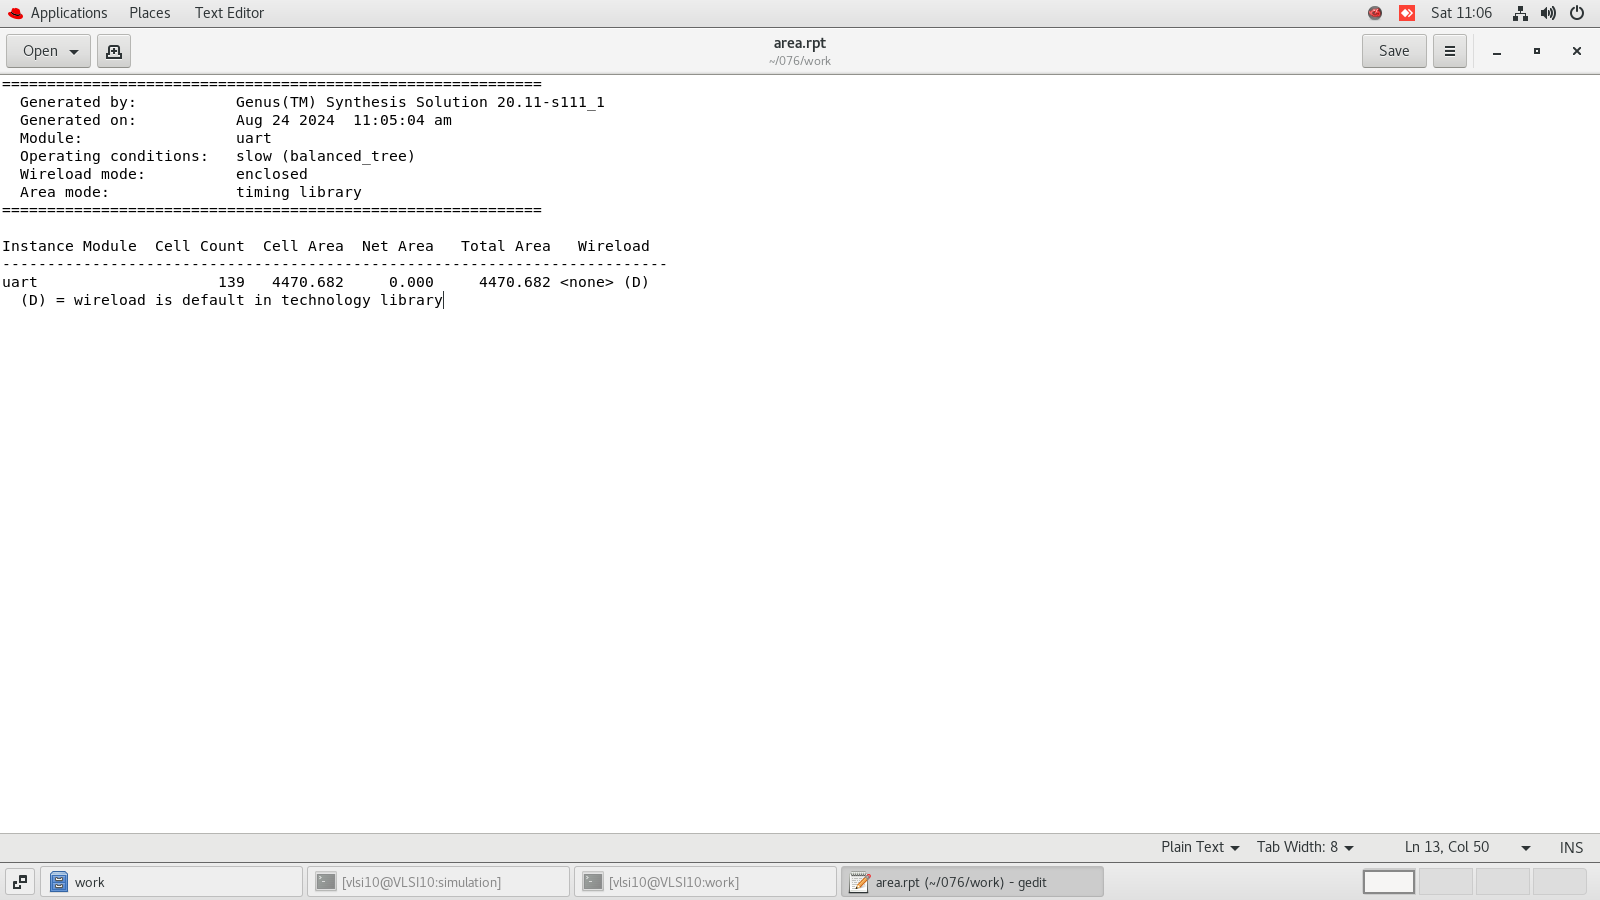 Applications Places Text Editor Sat 11:06
Open area.rpt Save
~/076/work
============================================================
  Generated by:           Genus(TM) Synthesis Solution 20.11-s111_1
  Generated on:           Aug 24 2024  11:05:04 am
  Module:                 uart
  Operating conditions:   slow (balanced_tree)
  Wireload mode:          enclosed
  Area mode:              timing library
============================================================
Instance Module  Cell Count  Cell Area  Net Area   Total Area   Wireload
--------------------------------------------------------------------------
uart                    139   4470.682     0.000     4470.682 <none> (D)
  (D) = wireload is default in technology library
Plain Text Tab Width: 8 Ln 13, Col 50 INS
work [vlsi10@VLSI10:simulation] [vlsi10@VLSI10:work] area.rpt (~/076/work) - gedit